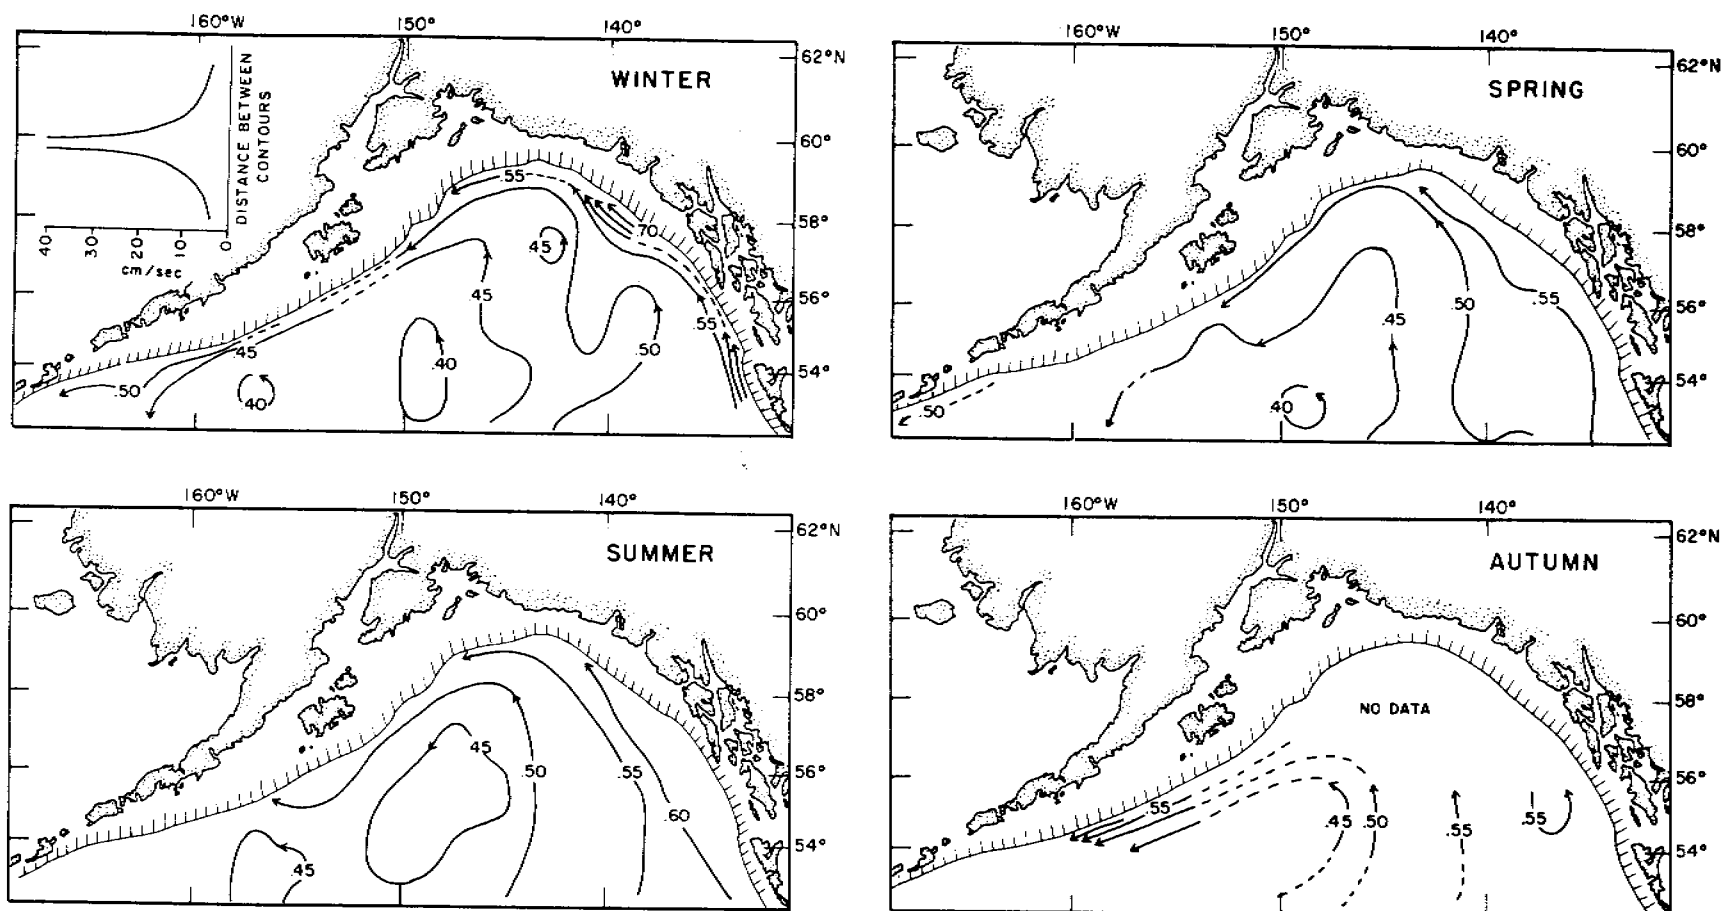 160°W 150° 140°
WINTER
62°N
60°
58°
56°
54°
DISTANCE BETWEEN
CONTOURS
40 30 20 10 0
cm/sec
.55
.70
.45
.45
.55
.50
.40
.45
.50
.40
160°W 150° 140°
SPRING
62°N
60°
58°
56°
54°
.55
.50
.45
.40
.50
160°W 150° 140°
SUMMER
62°N
60°
58°
56°
54°
.45
.50
.55
.60
.45
160°W 150° 140°
AUTUMN
62°N
60°
58°
56°
54°
NO DATA
.55
.45
.50
.55
.55